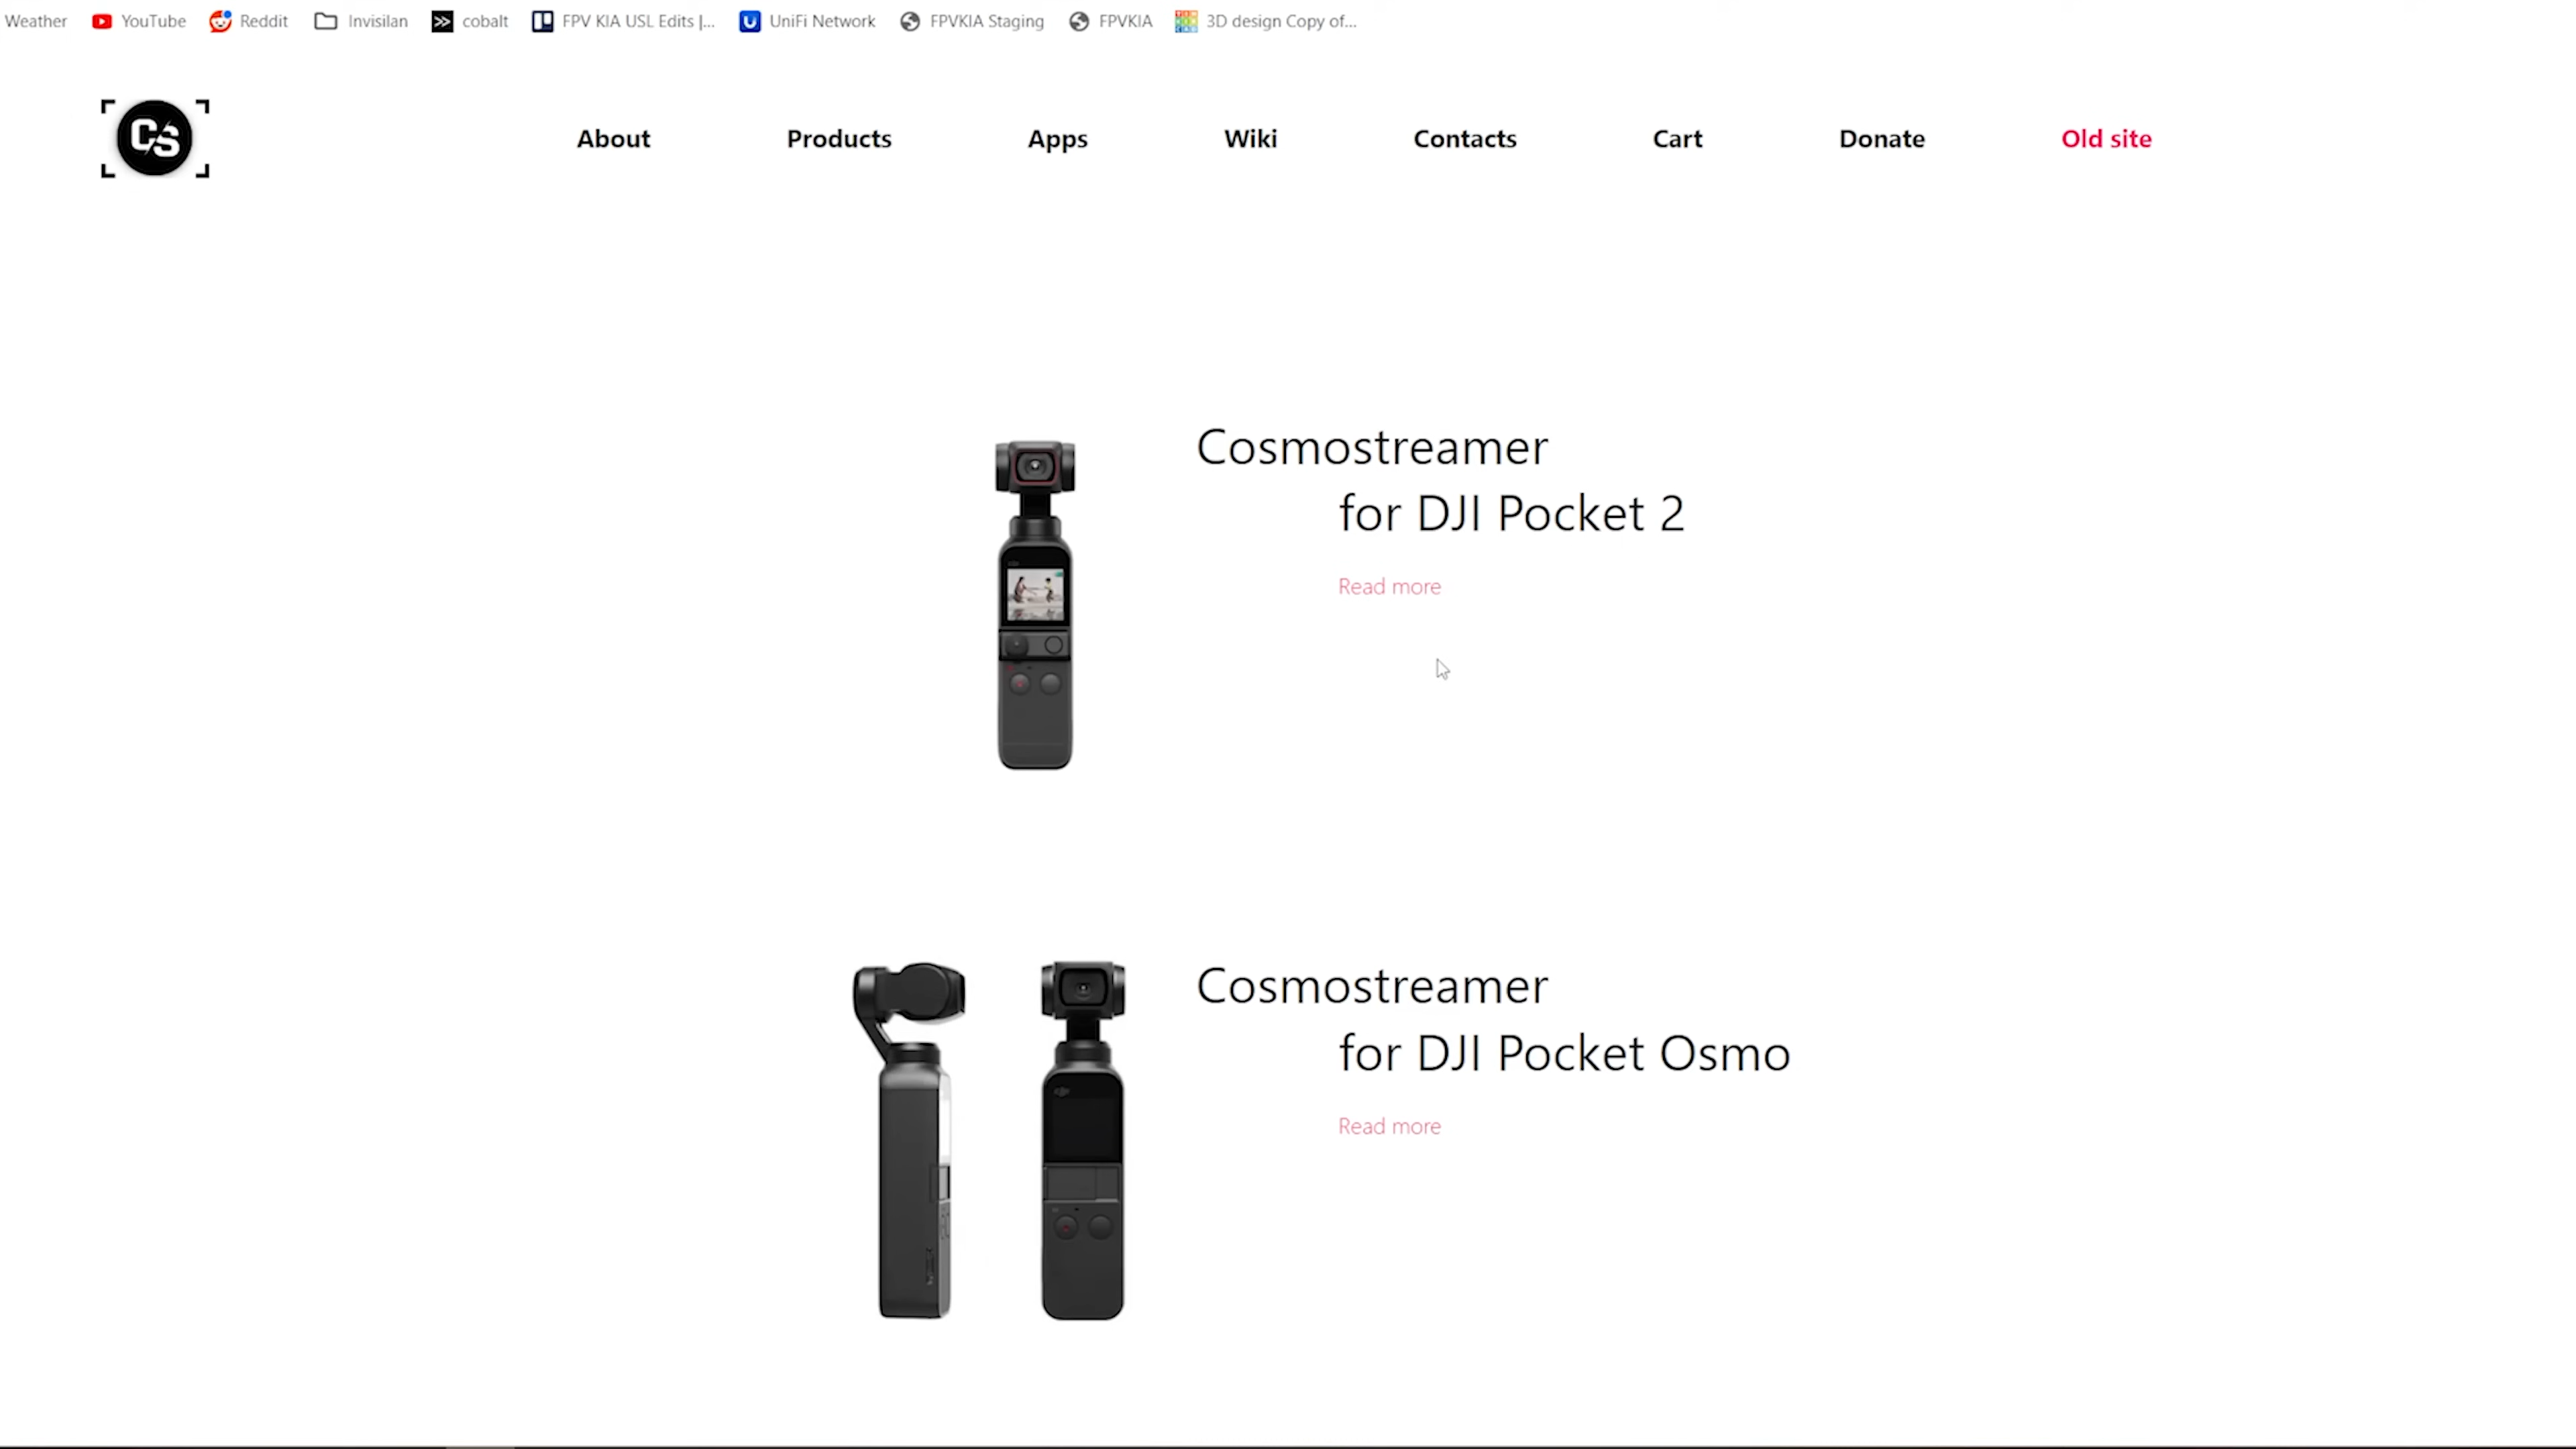 Weather YouTube Reddit Invisilan cobalt FPV KIA USL Edits |... UniFi Network FPVKIA Staging FPVKIA 3D design Copy of...
CS About Products Apps Wiki Contacts Cart Donate Old site
Cosmostreamer
for DJI Pocket 2
Read more
Cosmostreamer
for DJI Pocket Osmo
Read more